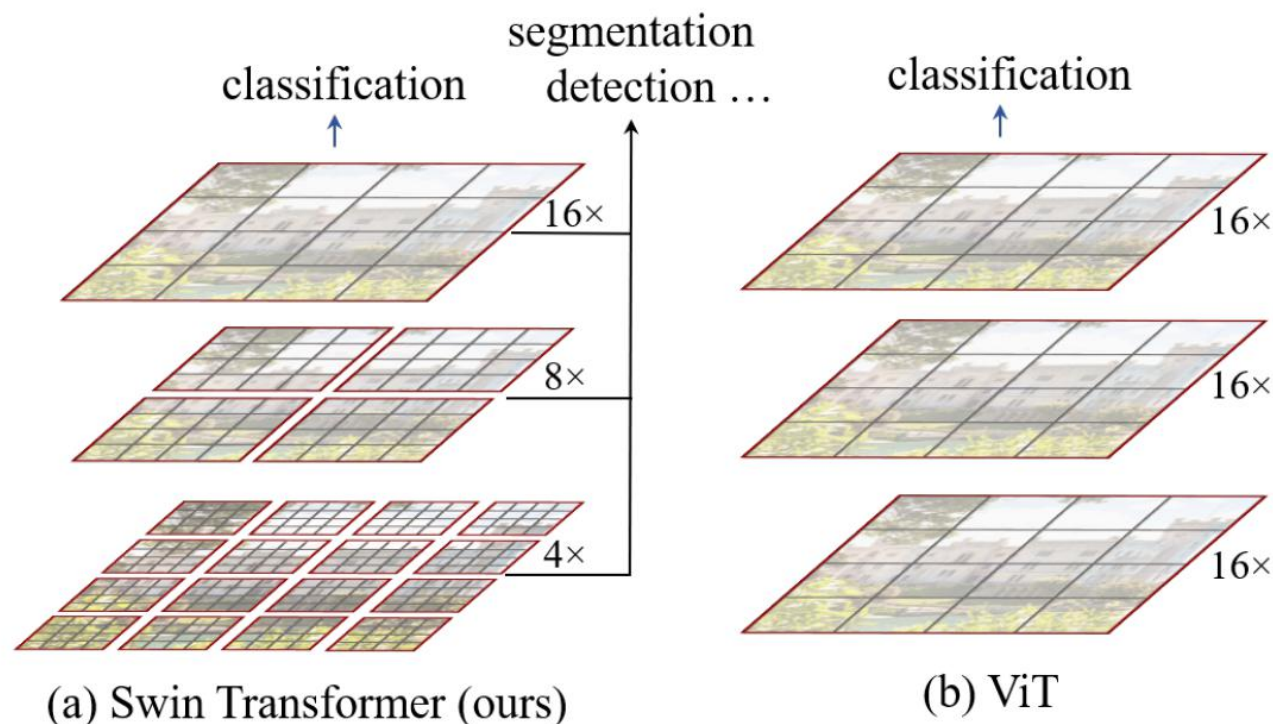 segmentation
detection …
classification
16×
8×
4×
(a) Swin Transformer (ours)
classification
16×
16×
16×
(b) ViT